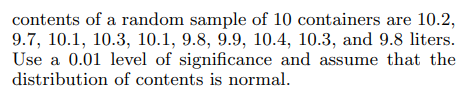 contents of a random sample of 10 containers are 10.2,
9.7, 10.1, 10.3, 10.1, 9.8, 9.9, 10.4, 10.3, and 9.8 liters.
Use a 0.01 level of significance and assume that the
distribution of contents is normal.